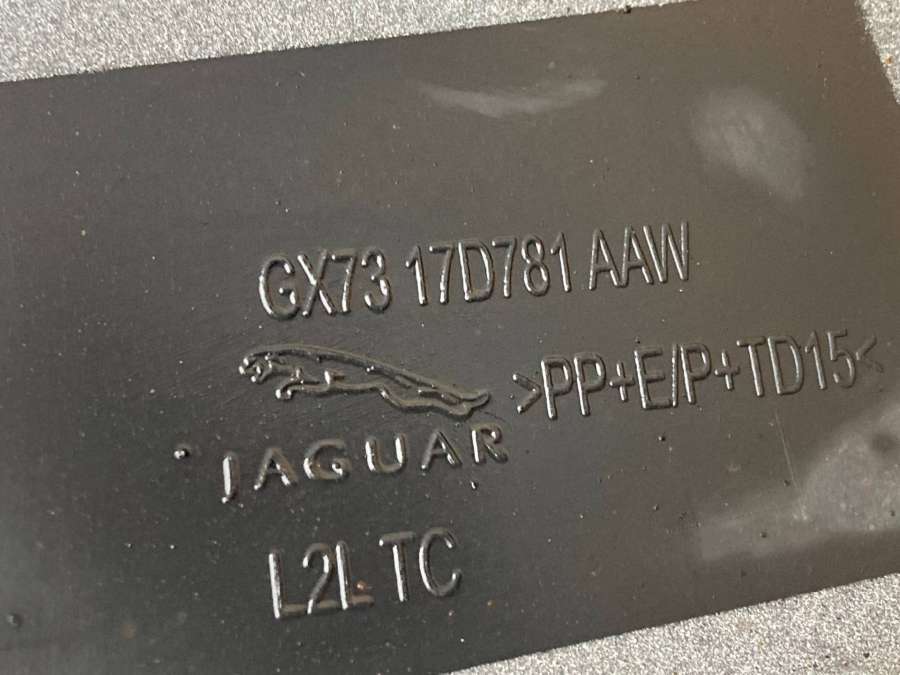 GX73 17D781 AAW
>PP+E/P+TD15<
JAGUAR
L2L TC